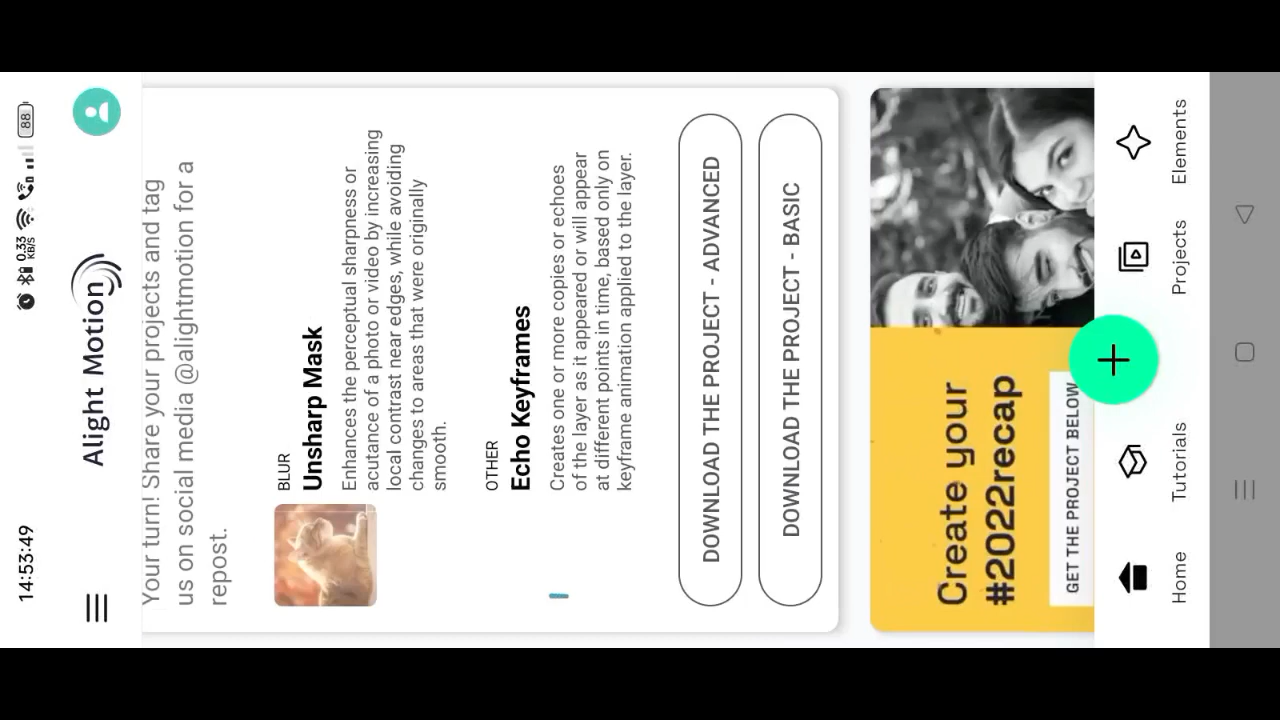 14:53:49
0.33
KB/S
88
Alight Motion
Your turn! Share your projects and tag
us on social media @alightmotion for a
repost.
BLUR
Unsharp Mask
Enhances the perceptual sharpness or
acutance of a photo or video by increasing
local contrast near edges, while avoiding
changes to areas that were originally
smooth.
OTHER
Echo Keyframes
Creates one or more copies or echoes
of the layer as it appeared or will appear
at different points in time, based only on
keyframe animation applied to the layer.
DOWNLOAD THE PROJECT - ADVANCED
DOWNLOAD THE PROJECT - BASIC
Create your
#2022recap
GET THE PROJECT BELOW
Home
Tutorials
Projects
Elements